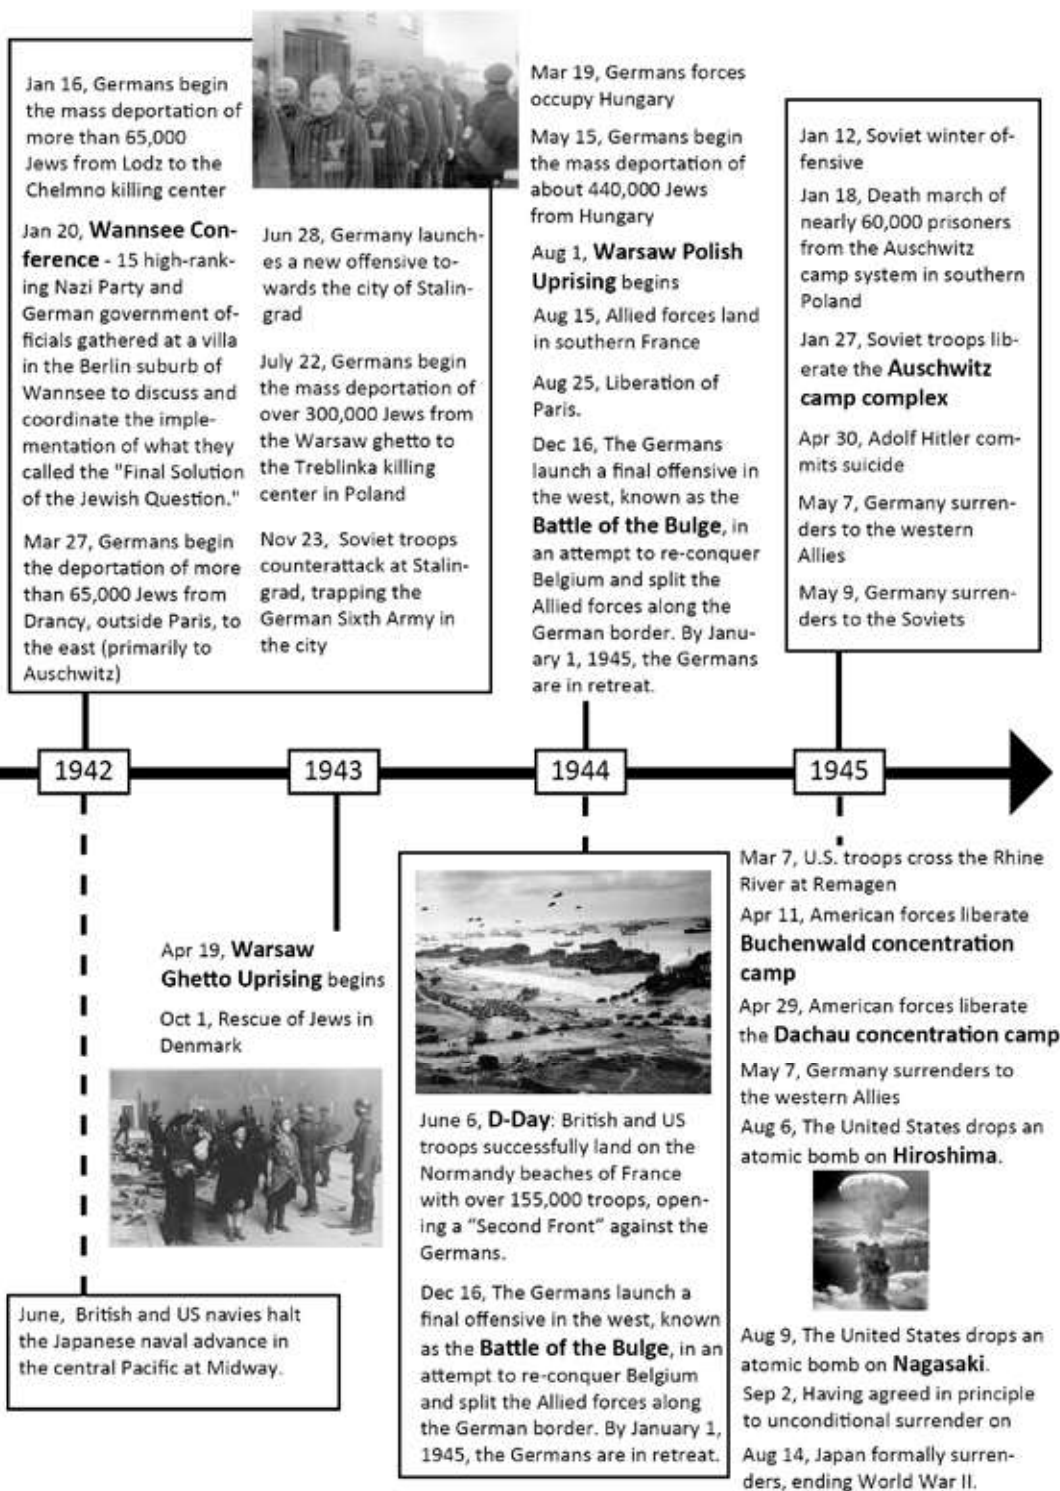 Jan 16, Germans begin
the mass deportation of
more than 65,000
Jews from Lodz to the
Chelmno killing center
Jan 20, Wannsee Con-
ference - 15 high-rank-
ing Nazi Party and
German government of-
ficials gathered at a villa
in the Berlin suburb of
Wannsee to discuss and
coordinate the imple-
mentation of what they
called the "Final Solution
of the Jewish Question."
Mar 27, Germans begin
the deportation of more
than 65,000 Jews from
Drancy, outside Paris, to
the east (primarily to
Auschwitz)
Jun 28, Germany launch-
es a new offensive to-
wards the city of Stalin-
grad
July 22, Germans begin
the mass deportation of
over 300,000 Jews from
the Warsaw ghetto to
the Treblinka killing
center in Poland
Nov 23, Soviet troops
counterattack at Stalin-
grad, trapping the
German Sixth Army in
the city
Mar 19, Germans forces
occupy Hungary
May 15, Germans begin
the mass deportation of
about 440,000 Jews
from Hungary
Aug 1, Warsaw Polish
Uprising begins
Aug 15, Allied forces land
in southern France
Aug 25, Liberation of
Paris.
Dec 16, The Germans
launch a final offensive in
the west, known as the
Battle of the Bulge, in
an attempt to re-conquer
Belgium and split the
Allied forces along the
German border. By Janu-
ary 1, 1945, the Germans
are in retreat.
Jan 12, Soviet winter of-
fensive
Jan 18, Death march of
nearly 60,000 prisoners
from the Auschwitz
camp system in southern
Poland
Jan 27, Soviet troops lib-
erate the Auschwitz
camp complex
Apr 30, Adolf Hitler com-
mits suicide
May 7, Germany surren-
ders to the western
Allies
May 9, Germany surren-
ders to the Soviets
1942
1943
1944
1945
June, British and US navies halt
the Japanese naval advance in
the central Pacific at Midway.
Apr 19, Warsaw
Ghetto Uprising begins
Oct 1, Rescue of Jews in
Denmark
June 6, D-Day: British and US
troops successfully land on the
Normandy beaches of France
with over 155,000 troops, open-
ing a "Second Front" against the
Germans.
Dec 16, The Germans launch a
final offensive in the west, known
as the Battle of the Bulge, in an
attempt to re-conquer Belgium
and split the Allied forces along
the German border. By January 1,
1945, the Germans are in retreat.
Mar 7, U.S. troops cross the Rhine
River at Remagen
Apr 11, American forces liberate
Buchenwald concentration
camp
Apr 29, American forces liberate
the Dachau concentration camp
May 7, Germany surrenders to
the western Allies
Aug 6, The United States drops an
atomic bomb on Hiroshima.
Aug 9, The United States drops an
atomic bomb on Nagasaki.
Sep 2, Having agreed in principle
to unconditional surrender on
Aug 14, Japan formally surren-
ders, ending World War II.